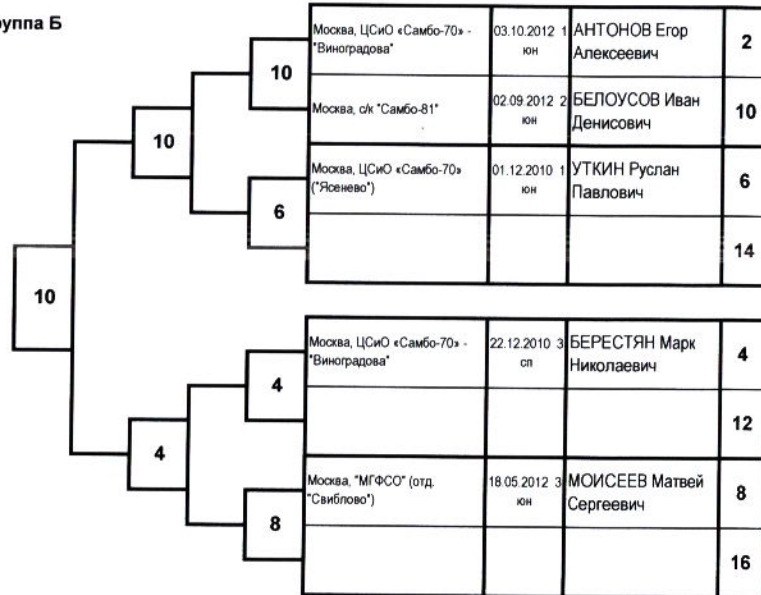 руппа Б
Москва, ЦСиО «Самбо-70» - 03.10.2012 1 АНТОНОВ Егор 2
"Виноградова" юн Алексеевич
10
Москва, с/к "Самбо-81" 02.09.2012 2 БЕЛОУСОВ Иван 10
юн Денисович
10
Москва, ЦСиО «Самбо-70» 01.12.2010 1 УТКИН Руслан 6
("Ясенево") юн Павлович
6
14
10
Москва, ЦСиО «Самбо-70» - 22.12.2010 3 БЕРЕСТЯН Марк 4
"Виноградова" сп Николаевич
4
12
4
Москва, "МГФСО" (отд. 18.05.2012 3 МОИСЕЕВ Матвей 8
"Свиблово") юн Сергеевич
8
16